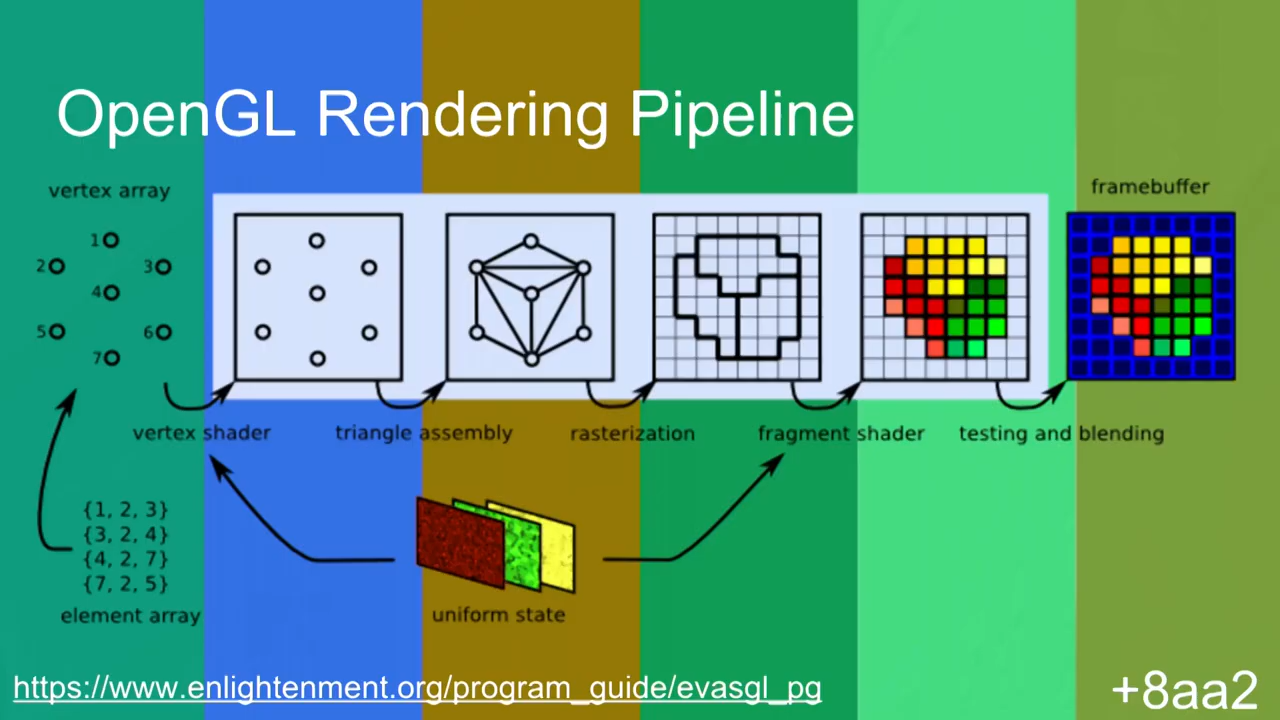 OpenGL Rendering Pipeline
vertex array
framebuffer
1
2
3
4
5
6
7
vertex shader
triangle assembly
rasterization
fragment shader
testing and blending
{1, 2, 3}
{3, 2, 4}
{4, 2, 7}
{7, 2, 5}
element array
uniform state
https://www.enlightenment.org/program_guide/evasgl_pg
+8aa2